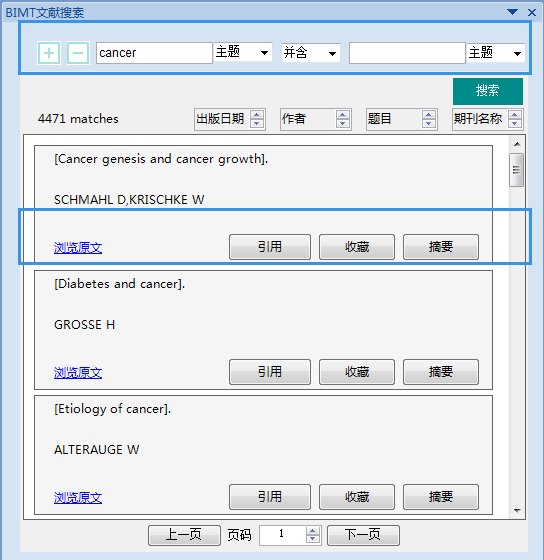 BIMT文献搜索
cancer 主题 并含 主题
搜索
4471 matches 出版日期 作者 题目 期刊名称
[Cancer genesis and cancer growth].
SCHMAHL D,KRISCHKE W
浏览原文 引用 收藏 摘要
[Diabetes and cancer].
GROSSE H
浏览原文 引用 收藏 摘要
[Etiology of cancer].
ALTERAUGE W
浏览原文 引用 收藏 摘要
上一页 页码 1 下一页